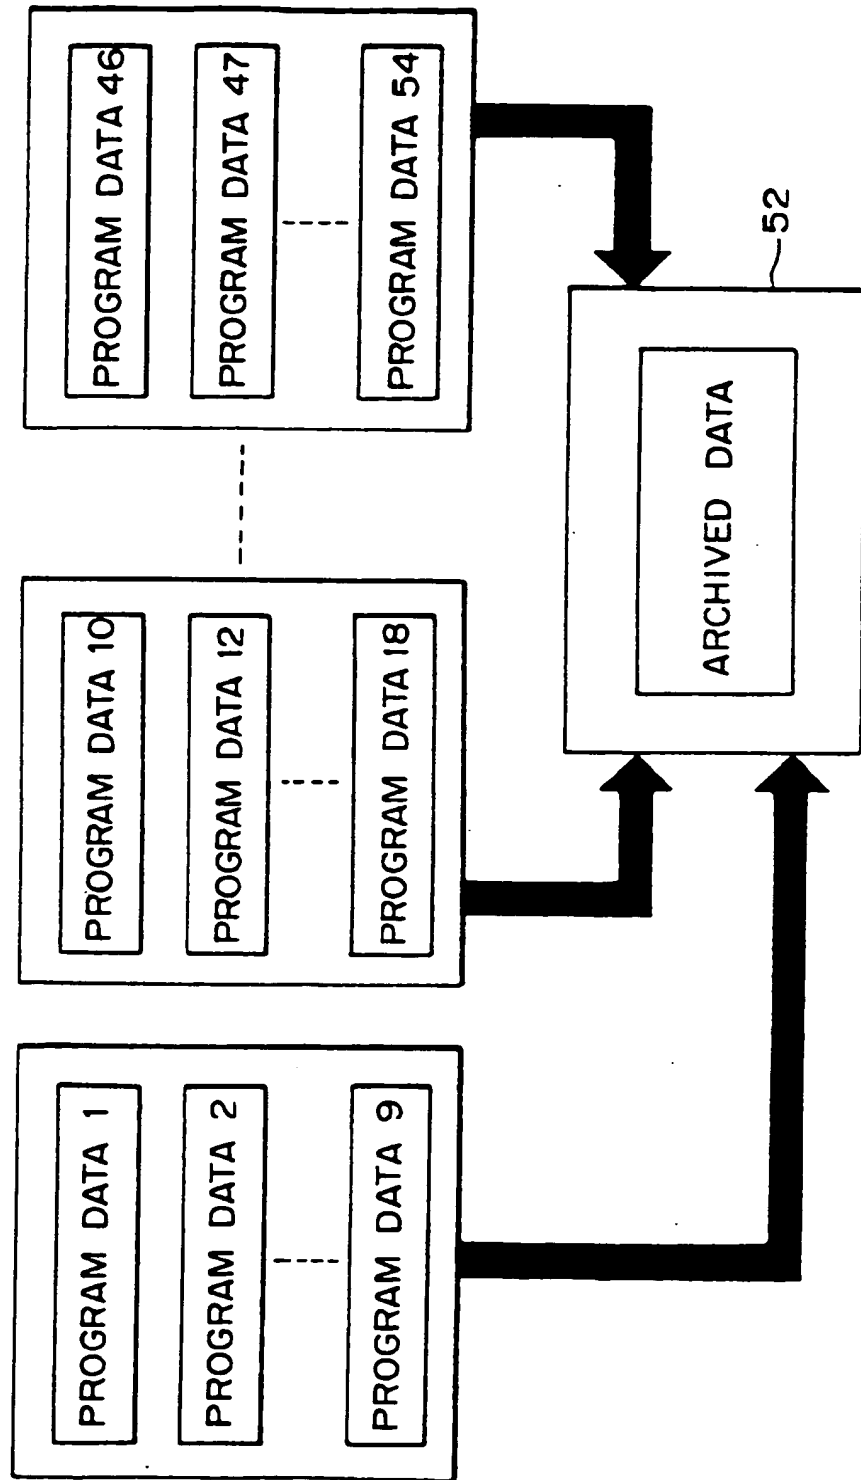 PROGRAM DATA 1
PROGRAM DATA 2
PROGRAM DATA 9
PROGRAM DATA 10
PROGRAM DATA 12
PROGRAM DATA 18
PROGRAM DATA 46
PROGRAM DATA 47
PROGRAM DATA 54
ARCHIVED DATA
52